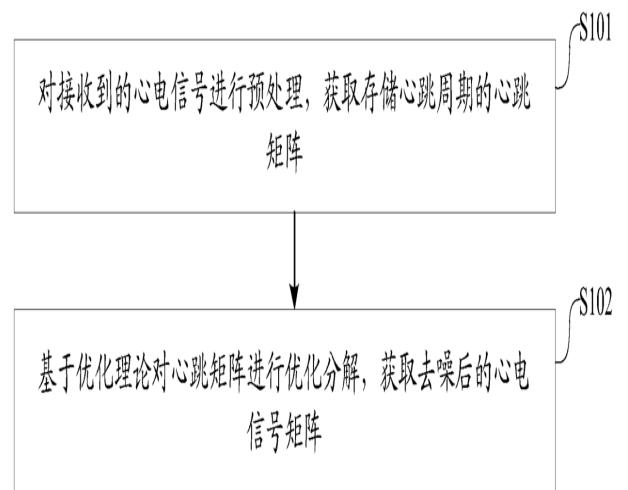 S101
对接收到的心电信号进行预处理，获取存储心跳周期的心跳
矩阵
S102
基于优化理论对心跳矩阵进行优化分解，获取去噪后的心电
信号矩阵